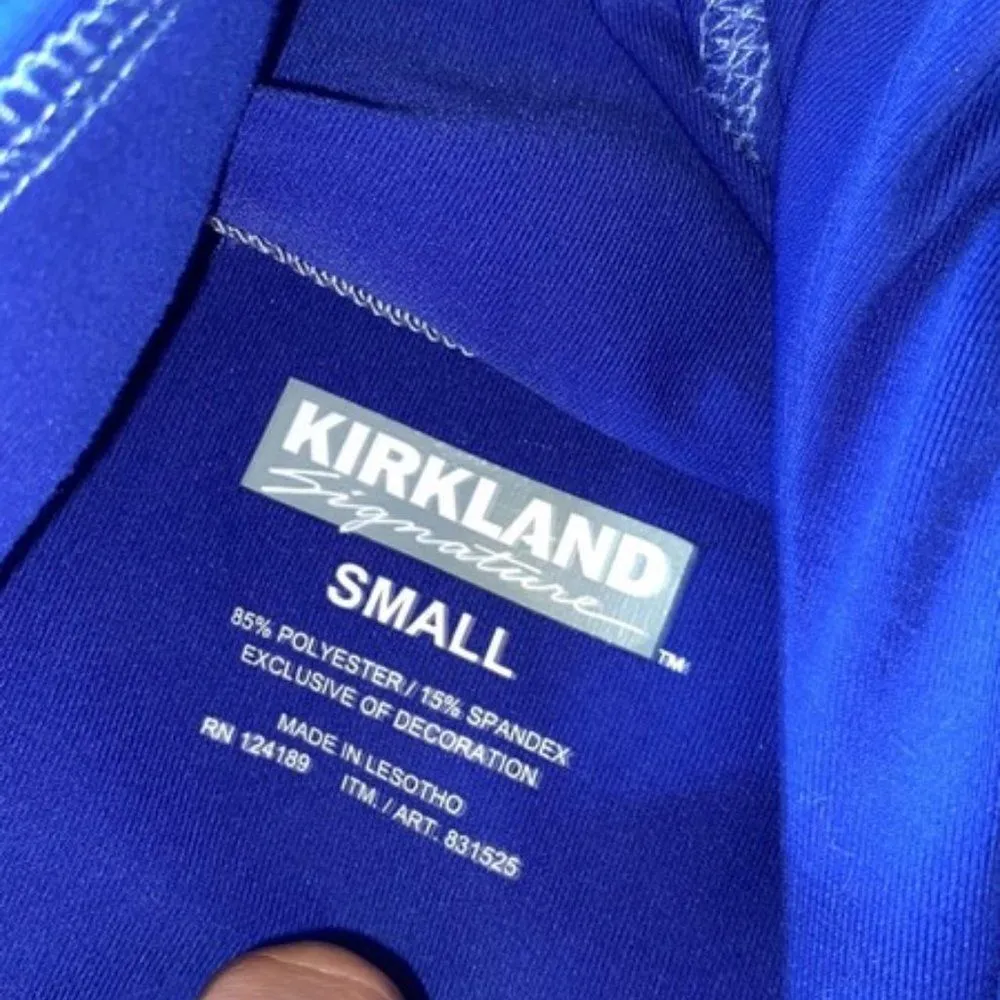 KIRKLAND
Signature
TM
SMALL
85% POLYESTER / 15% SPANDEX
EXCLUSIVE OF DECORATION
MADE IN LESOTHO
RN 124189 ITM. / ART. 831525